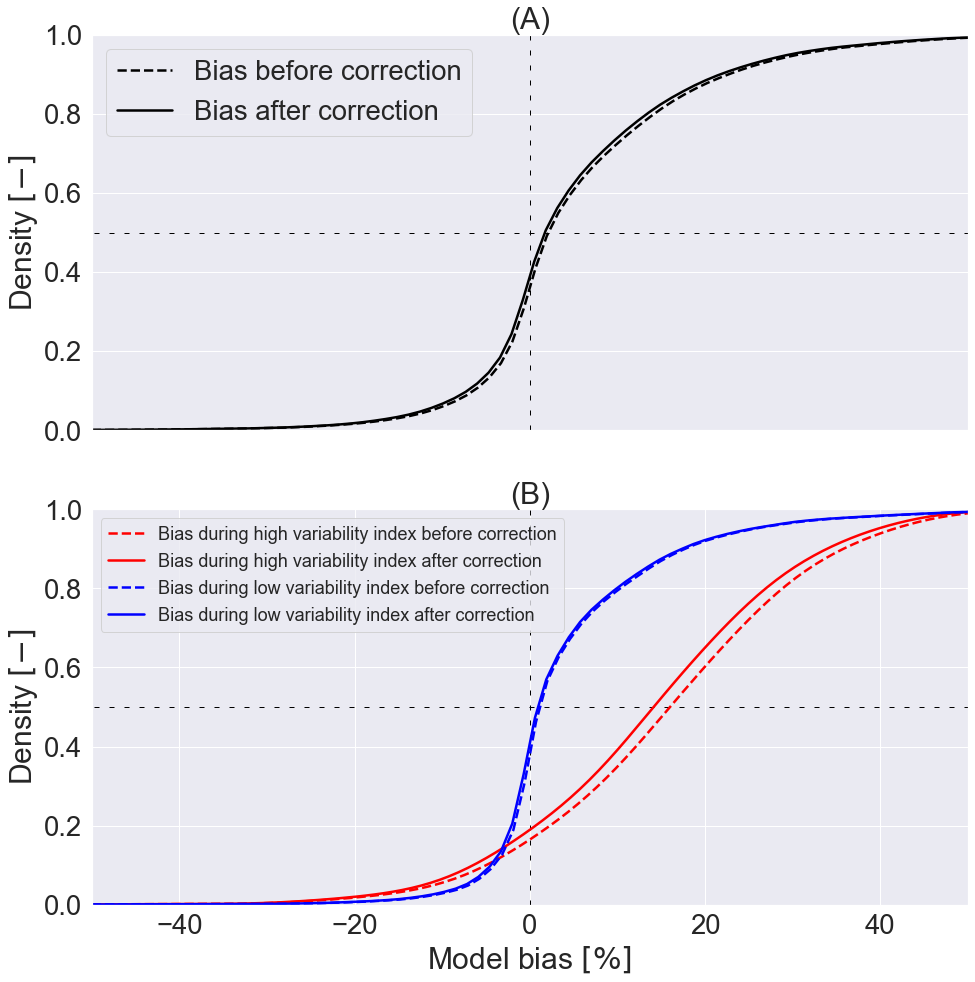 (A)
1.0
0.8
0.6
0.4
0.2
0.0
Density [−]
Bias before correction
Bias after correction
(B)
1.0
0.8
0.6
0.4
0.2
0.0
Density [−]
Bias during high variability index before correction
Bias during high variability index after correction
Bias during low variability index before correction
Bias during low variability index after correction
−40 −20 0 20 40
Model bias [%]